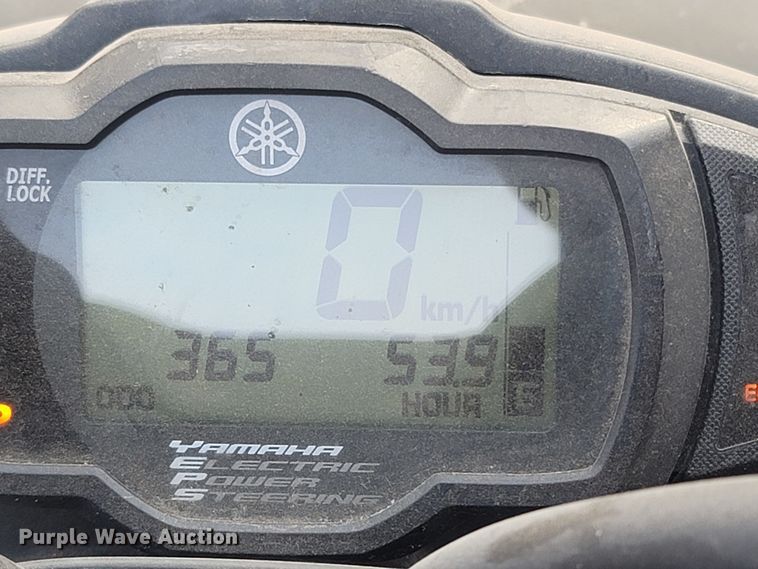 DIFF.
LOCK
0
km/h
365 53.9
ODO HOUR E
YAMAHA
ELECTRIC
POWER
STEERING
E
Purple Wave Auction